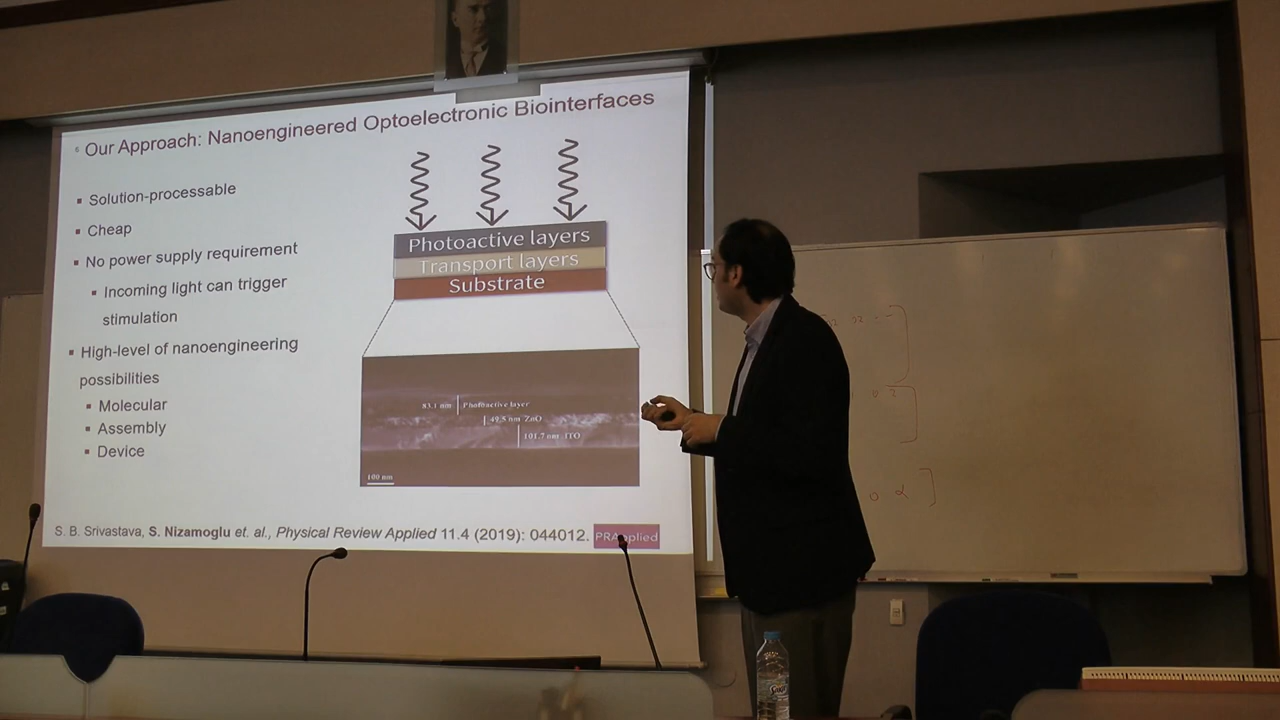 Our Approach: Nanoengineered Optoelectronic Biointerfaces
Solution-processable
Cheap
No power supply requirement
Incoming light can trigger
stimulation
High-level of nanoengineering
possibilities
Molecular
Assembly
Device
Photoactive layers
Transport layers
Substrate
83.1 nm Photoactive layer
49.5 nm ZnO
101.7 nm ITO
100 nm
S. B. Srivastava, S. Nizamoglu et. al., Physical Review Applied 11.4 (2019): 044012.
PRApplied